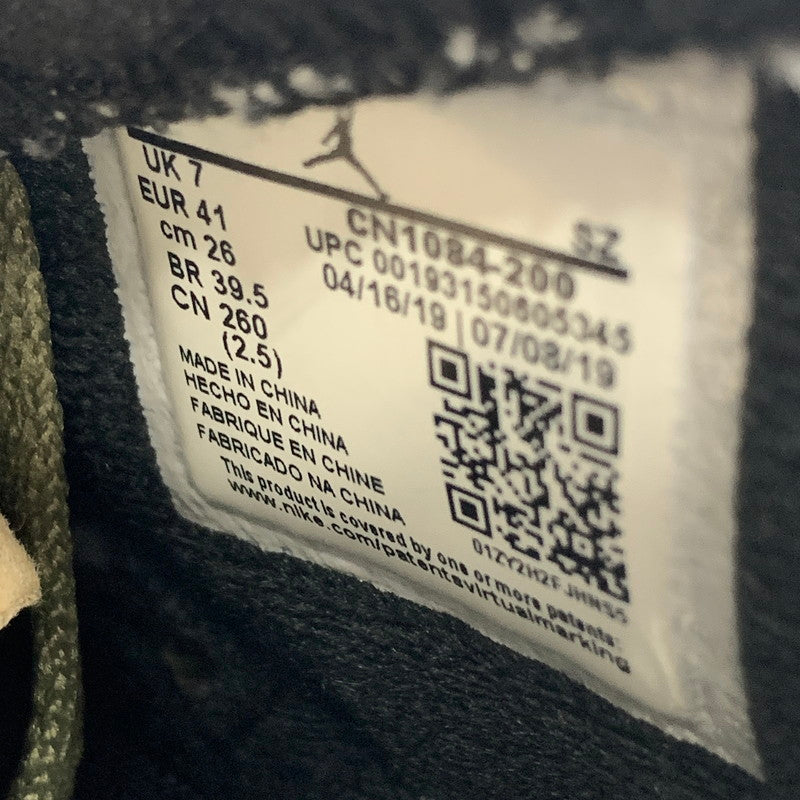 UK 7
EUR 41
cm 26
BR 39.5
CN 260
(2.5)
SZ
CN1084-200
UPC 00193150605345
04/16/19 | 07/08/19
MADE IN CHINA
HECHO EN CHINA
FABRIQUE EN CHINE
FABRICADO NA CHINA
This product is covered by one or more patents:
www.nike.com/patentsvirtualmarking